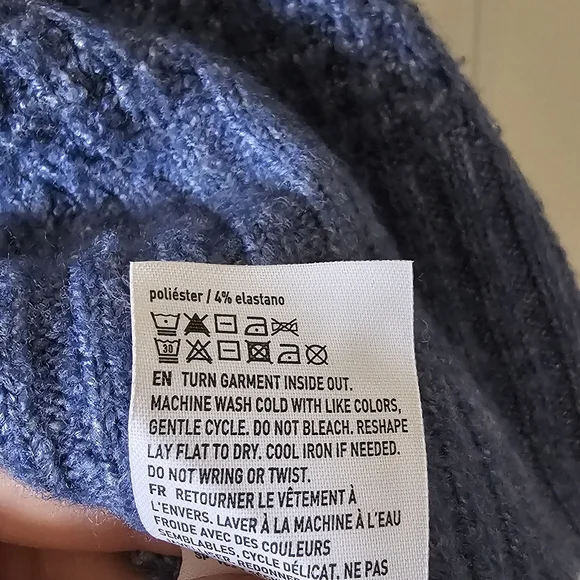 poliéster / 4% elastano
30
EN TURN GARMENT INSIDE OUT.
MACHINE WASH COLD WITH LIKE COLORS,
GENTLE CYCLE. DO NOT BLEACH. RESHAPE
LAY FLAT TO DRY. COOL IRON IF NEEDED.
DO NOT WRING OR TWIST.
FR RETOURNER LE VÊTEMENT À
L'ENVERS. LAVER À LA MACHINE À L'EAU
FROIDE AVEC DES COULEURS
SEMBLABLES, CYCLE DÉLICAT. NE PAS
REDONNER